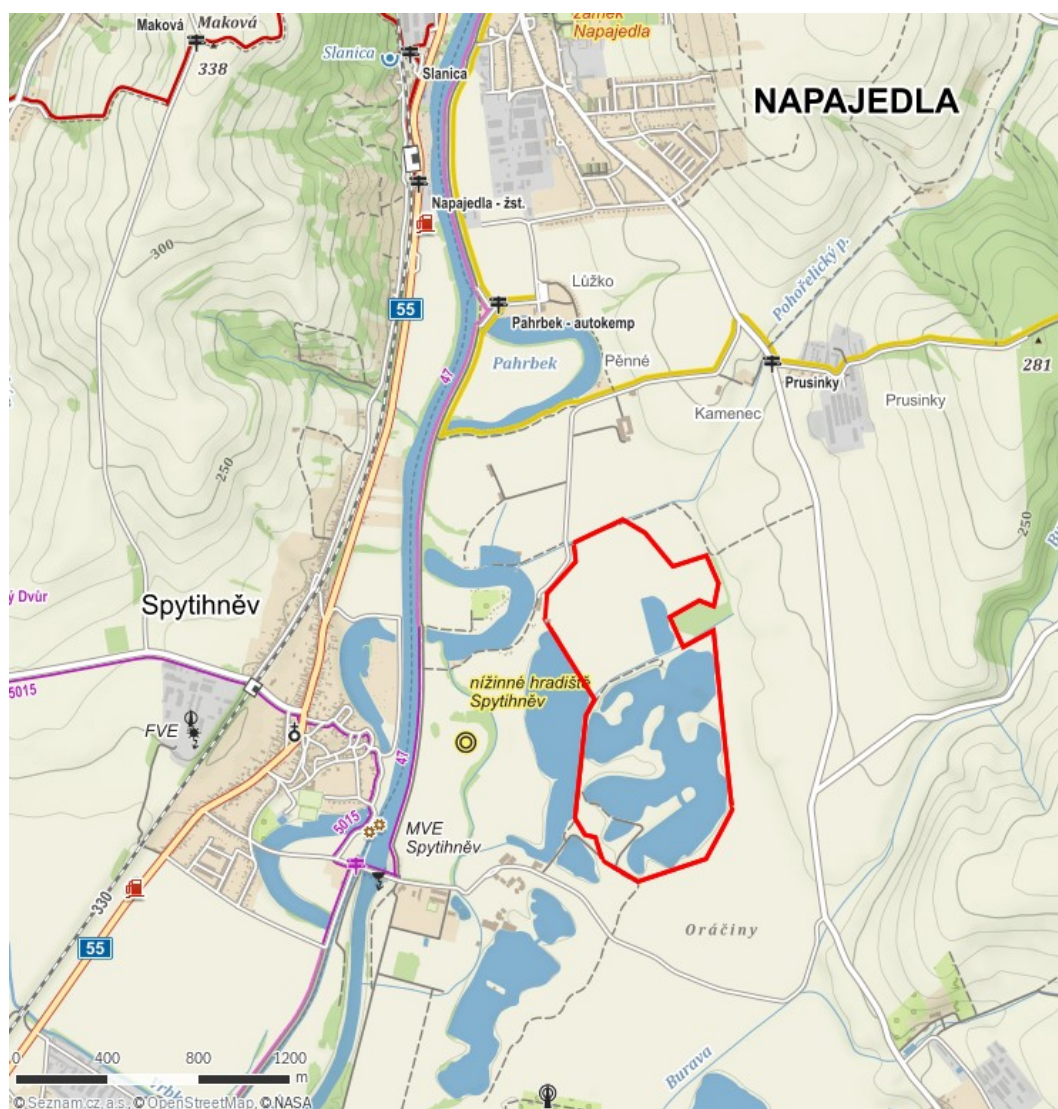 Maková
Maková
338
Slanica
Slanica
zámek
Napajedla
NAPAJEDLA
Napajedla - žst.
300
Lůžko
Pohořelický p.
55
Pahrbek - autokemp
Pahrbek
Pěnné
47
Prusinky
281
Kamenec
Prusinky
250
250
ý Dvůr
Spytihněv
5015
nížinné hradiště
Spytihněv
FVE
47
5015
MVE
Spytihněv
330
55
Oráčiny
0 400 800 1200
m
Burava
© Seznam.cz, a.s., © OpenStreetMap, © NASA